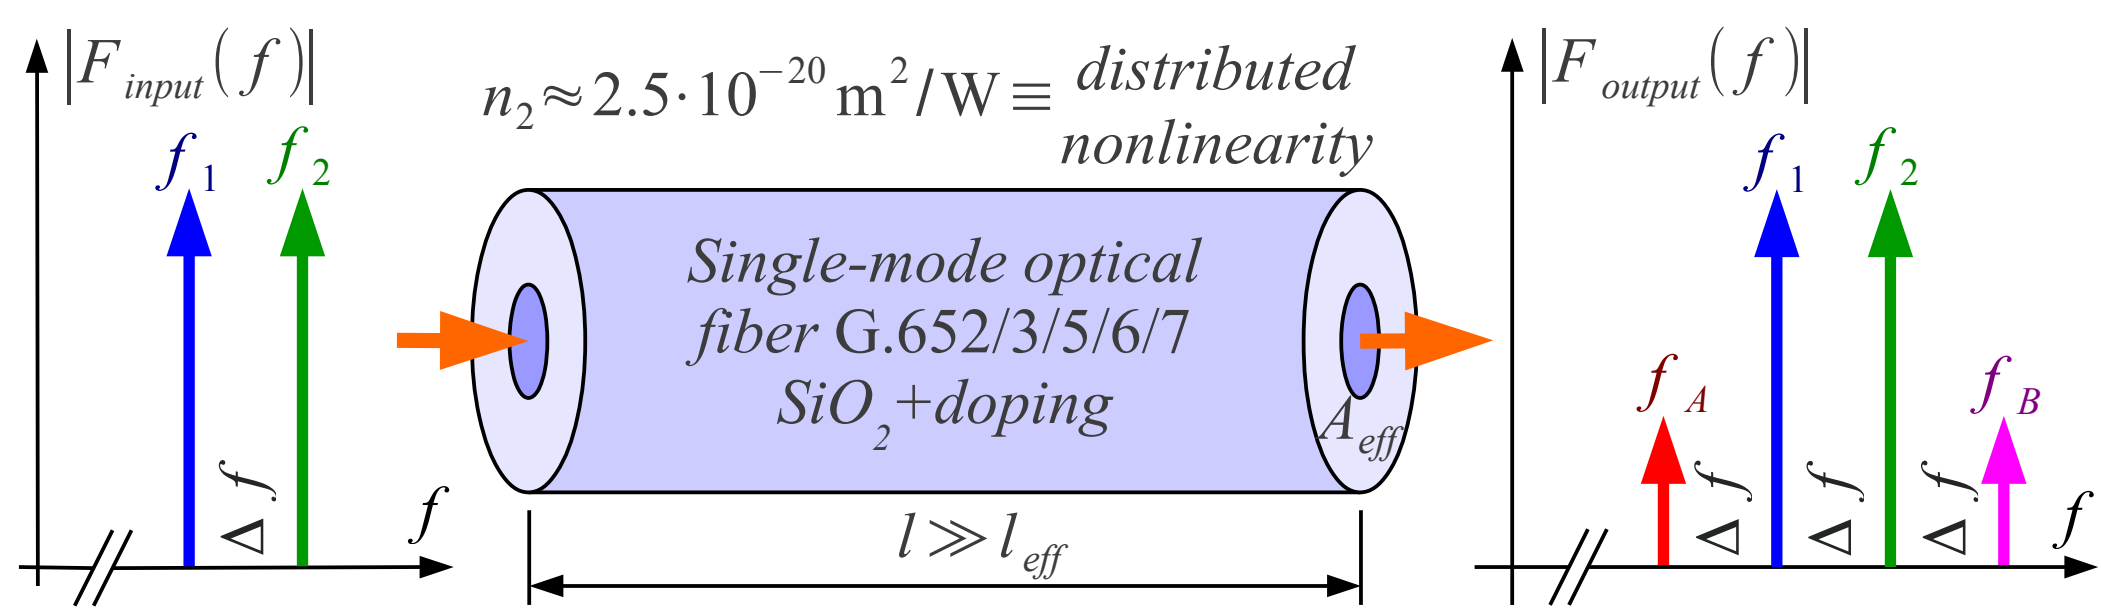 |F input (f)|
f 1
f 2
Δ f
f
n₂≈2.5·10⁻²⁰ m²/W≡ distributed
nonlinearity
Single-mode optical
fiber G.652/3/5/6/7
SiO₂+doping
A eff
l≫l eff
|F output (f)|
f A
f 1
f 2
f B
Δ f
Δ f
Δ f
f